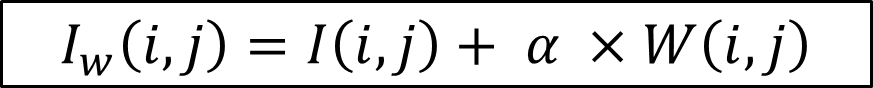 I_w(i,j) = I(i,j) + α × W(i,j)